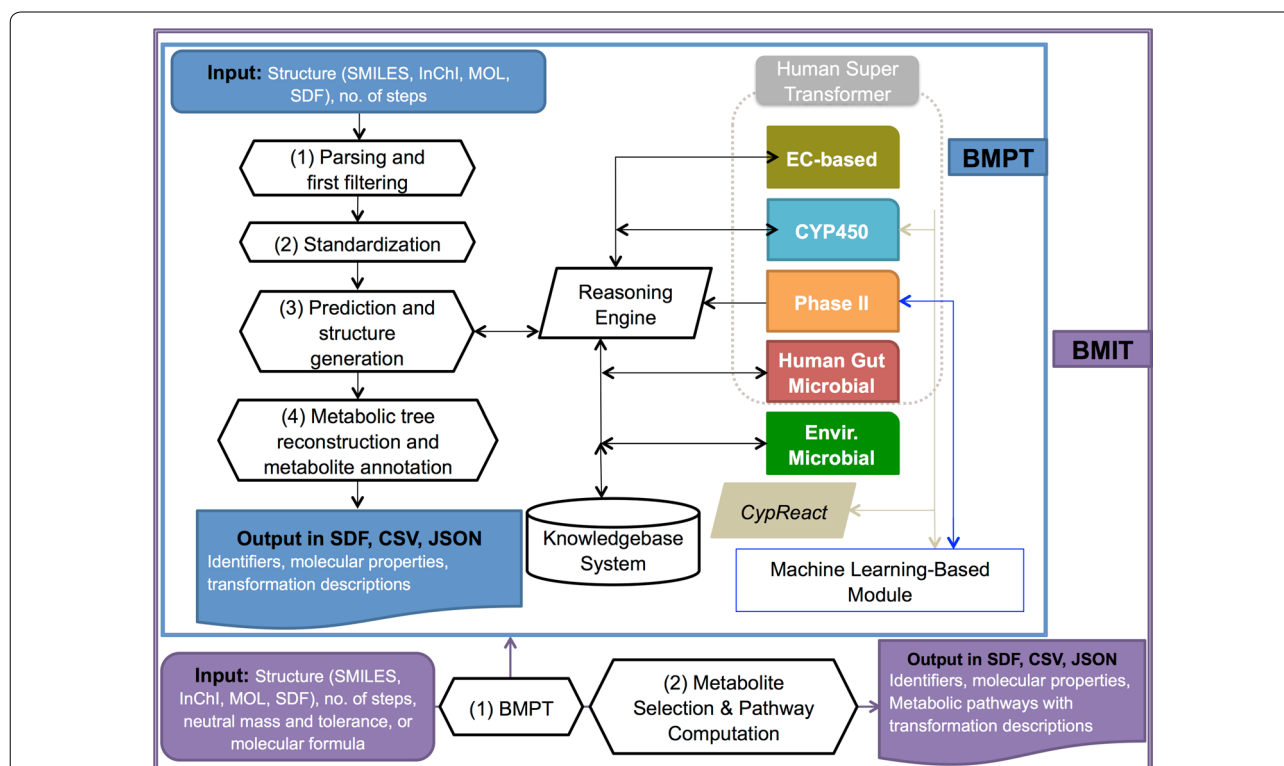 Input: Structure (SMILES, InChI, MOL,
SDF), no. of steps
(1) Parsing and
first filtering
(2) Standardization
(3) Prediction and
structure
generation
(4) Metabolic tree
reconstruction and
metabolite annotation
Output in SDF, CSV, JSON
Identifiers, molecular properties,
transformation descriptions
Reasoning
Engine
Knowledgebase
System
Human Super
Transformer
EC-based
CYP450
Phase II
Human Gut
Microbial
Envir.
Microbial
CypReact
Machine Learning-Based
Module
BMPT
BMIT
Input: Structure (SMILES,
InChI, MOL, SDF), no. of steps,
neutral mass and tolerance, or
molecular formula
(1) BMPT
(2) Metabolite
Selection & Pathway
Computation
Output in SDF, CSV, JSON
Identifiers, molecular properties,
Metabolic pathways with
transformation descriptions